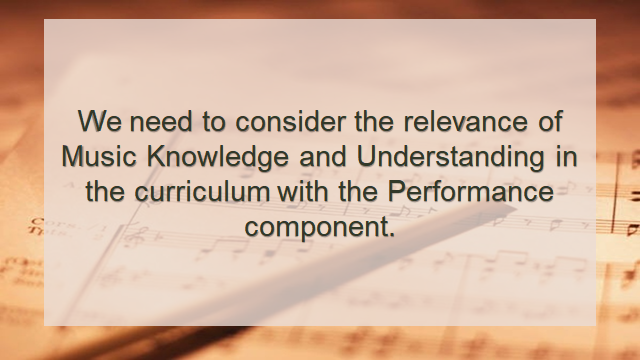 We need to consider the relevance of
Music Knowledge and Understanding in
the curriculum with the Performance
component.